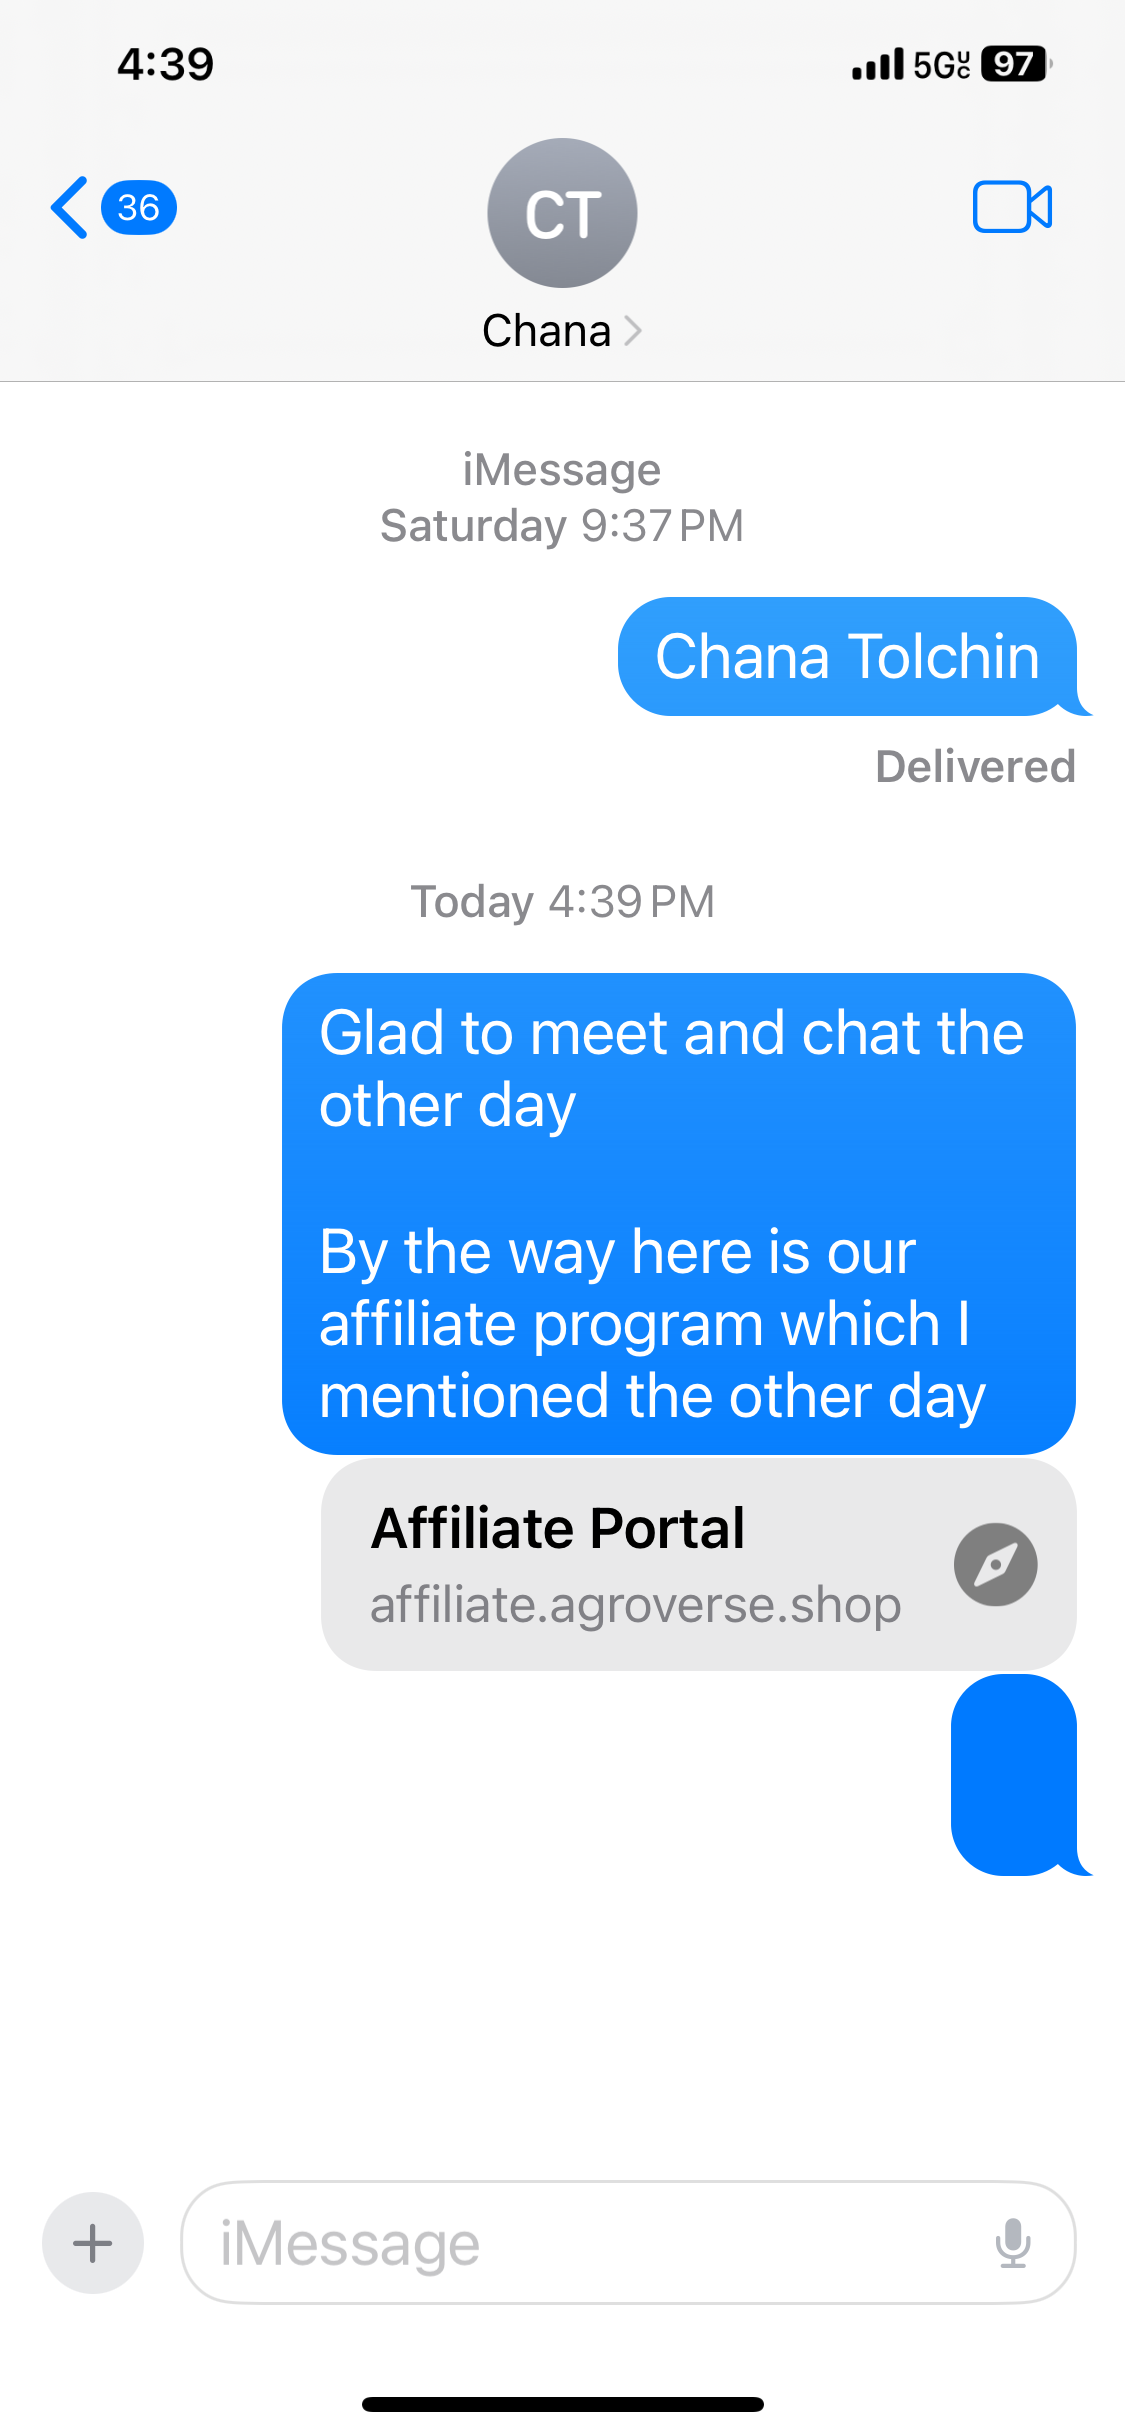 4:39
5G UC 97
36
CT
Chana
iMessage
Saturday 9:37 PM
Chana Tolchin
Delivered
Today 4:39 PM
Glad to meet and chat the
other day
By the way here is our
affiliate program which I
mentioned the other day
Affiliate Portal
affiliate.agroverse.shop
iMessage